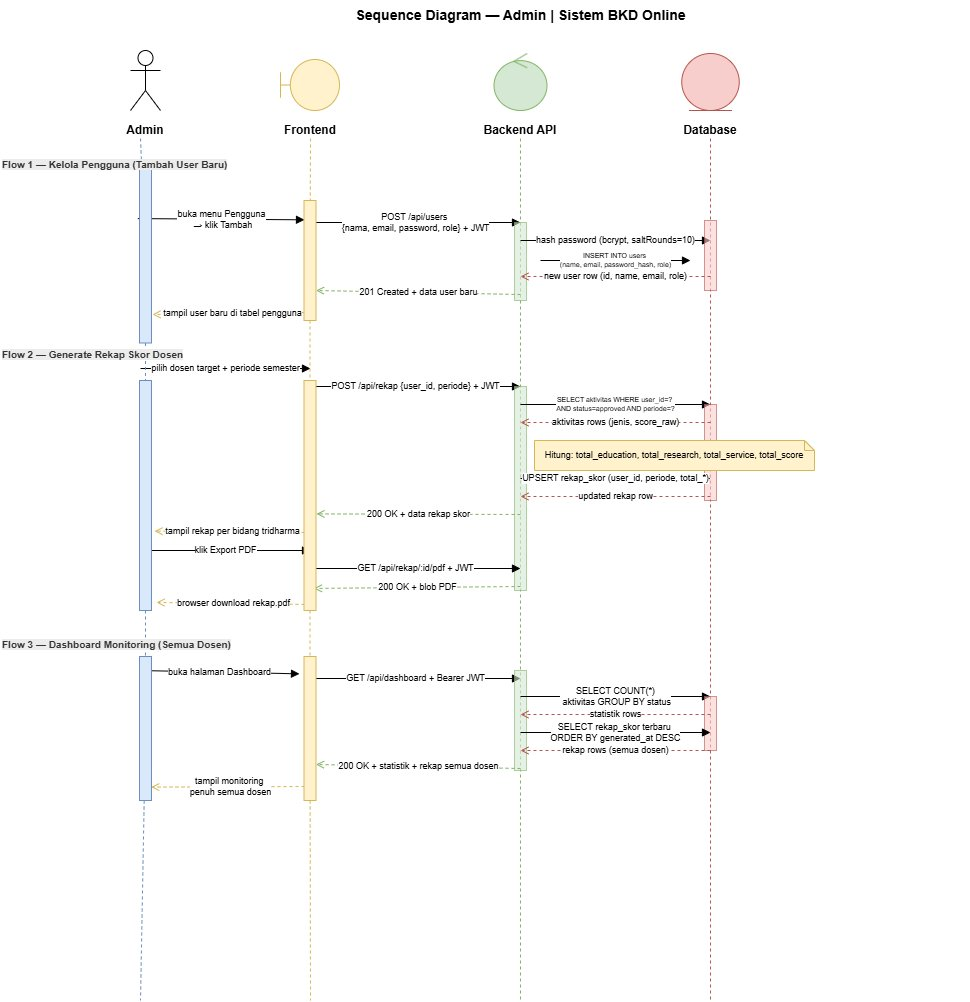 Sequence Diagram — Admin | Sistem BKD Online
Admin
Frontend
Backend API
Database
Flow 1 — Kelola Pengguna (Tambah User Baru)
buka menu Pengguna
→ klik Tambah
POST /api/users
{name, email, password, role} + JWT
hash password (bcrypt, saltRounds=10)
INSERT INTO users
(name, email, password_hash, role)
new user row (id, name, email, role)
201 Created + data user baru
tampil user baru di tabel pengguna
Flow 2 — Generate Rekap Skor Dosen
pilih dosen target + periode semester
POST /api/rekap {user_id, periode} + JWT
SELECT aktivitas WHERE user_id=?
AND status=approved AND periode=?
aktivitas rows (jenis, score_raw)
Hitung: total_education, total_research, total_service, total_score
UPSERT rekap_skor (user_id, periode, total_*)
updated rekap row
200 OK + data rekap skor
tampil rekap per bidang tridharma
klik Export PDF
GET /api/rekap/:id/pdf + JWT
200 OK + blob PDF
browser download rekap.pdf
Flow 3 — Dashboard Monitoring (Semua Dosen)
buka halaman Dashboard
GET /api/dashboard + Bearer JWT
SELECT COUNT(*)
aktivitas GROUP BY status
statistik rows
SELECT rekap_skor terbaru
ORDER BY generated_at DESC
rekap rows (semua dosen)
200 OK + statistik + rekap semua dosen
tampil monitoring
penuh semua dosen